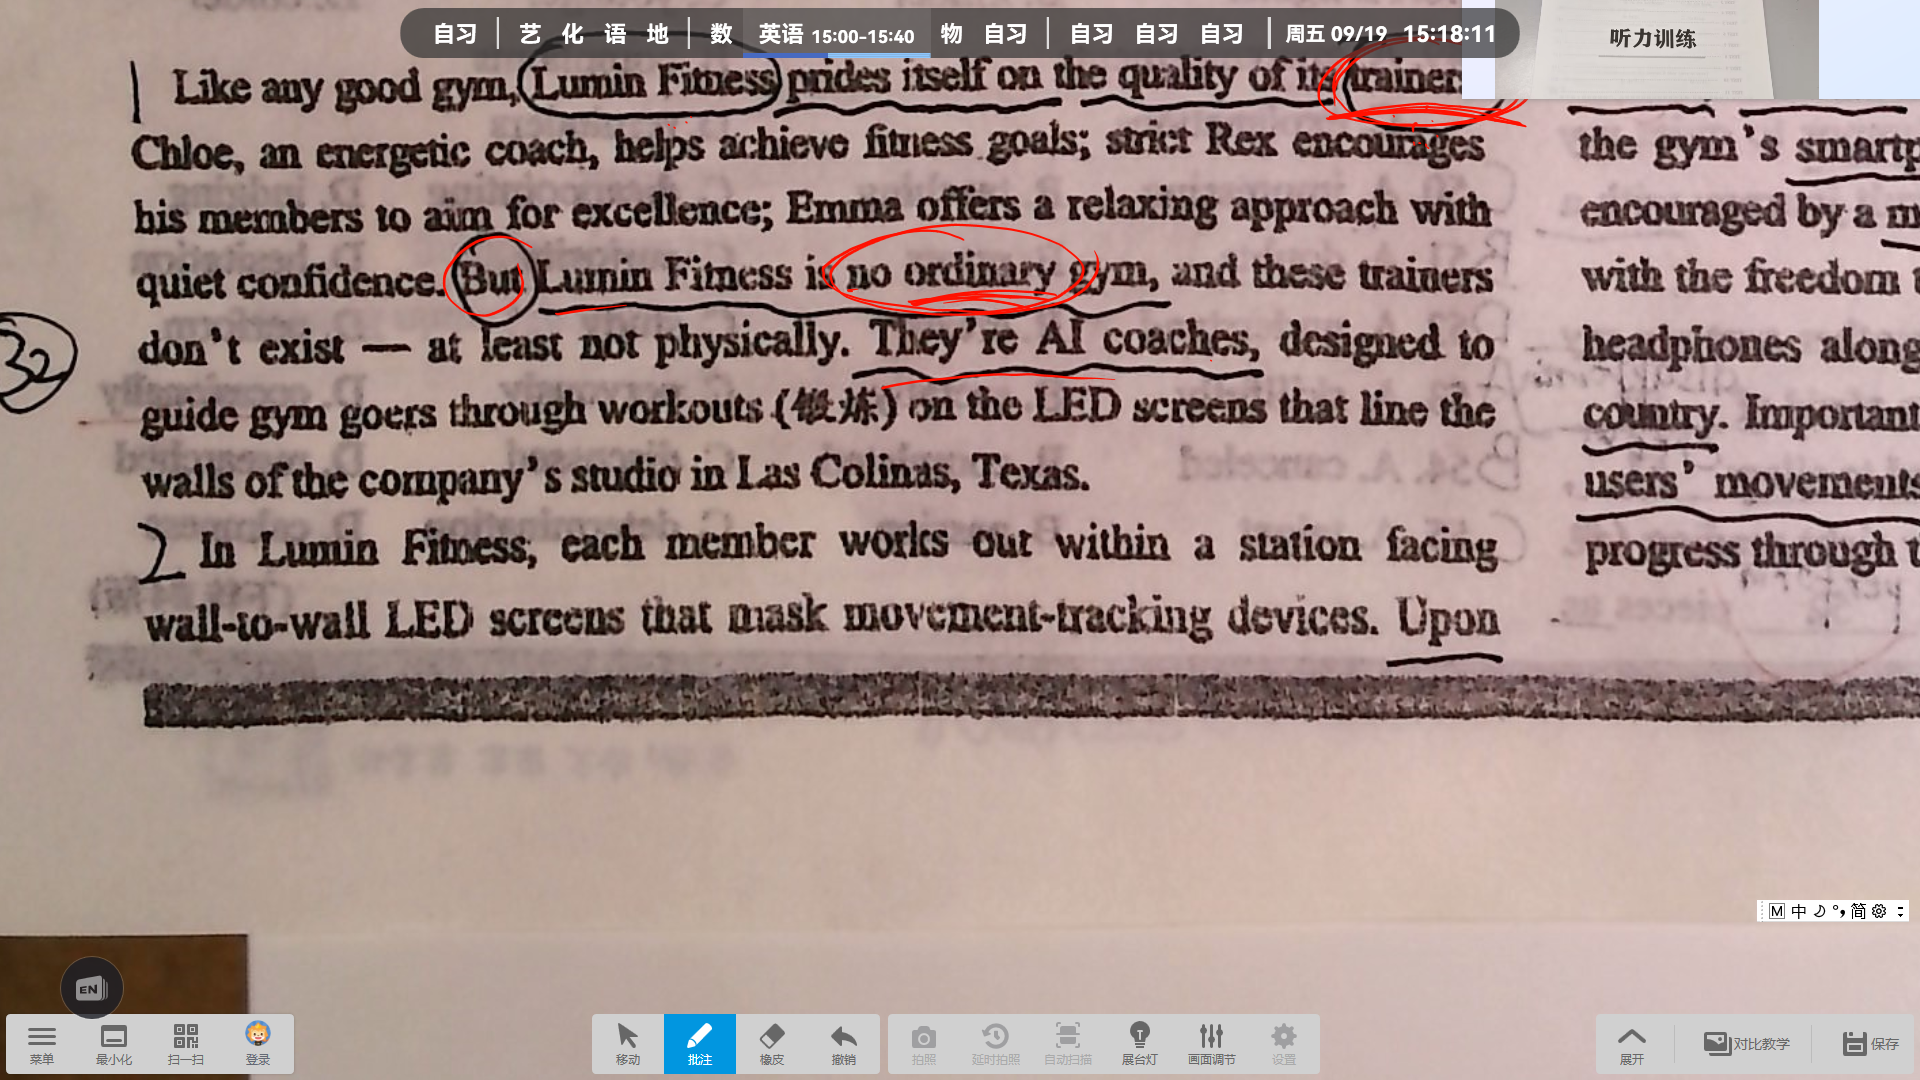 自习 | 艺 化 语 地 | 数 英语 15:00-15:40 物 自习 | 自习 自习 自习 | 周五 09/19 15:18:11
听力训练
1 Like any good gym, Lumin Fitness prides itself on the quality of its trainer
Chloe, an energetic coach, helps achieve fitness goals; strict Rex encourages
his members to aim for excellence; Emma offers a relaxing approach with
quiet confidence. But Lumin Fitness is no ordinary gym, and these trainers
don't exist — at least not physically. They're AI coaches, designed to
guide gym goers through workouts (锻炼) on the LED screens that line the
walls of the company's studio in Las Colinas, Texas.
2 In Lumin Fitness, each member works out within a station facing
wall-to-wall LED screens that mask movement-tracking devices. Upon
32
the gym's smartp
encouraged by a m
with the freedom t
headphones along
country. Important
users' movements
progress through t
M 中 简
EN
菜单 最小化 扫一扫 登录
移动 批注 橡皮 撤销
拍照 延时拍照 自动扫描 展台灯 画面调节 设置
展开 对比教学 保存